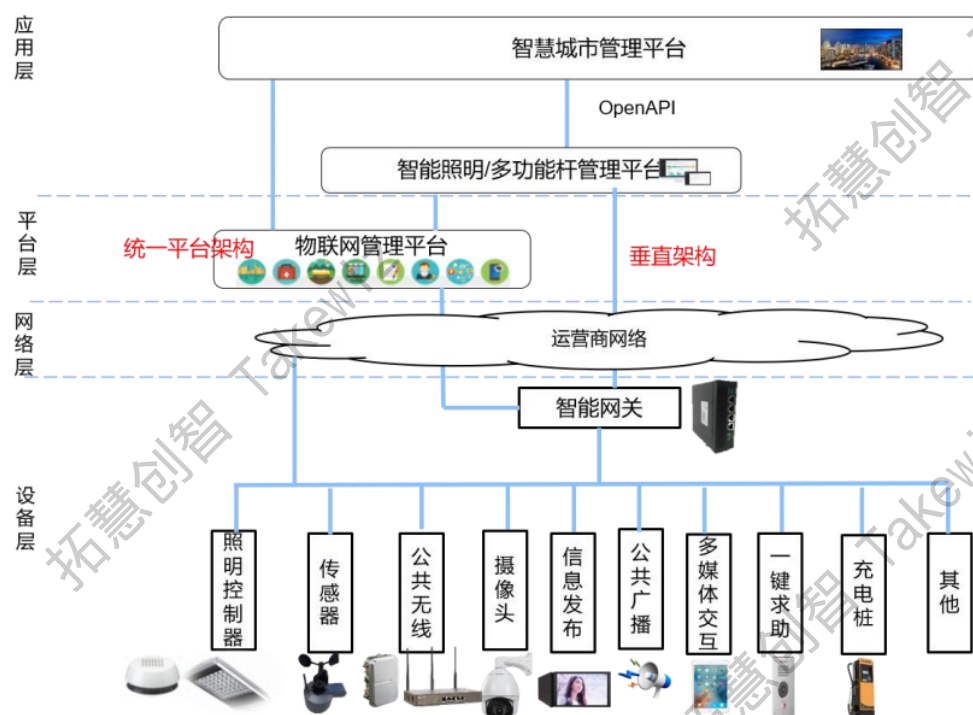 应用层
智慧城市管理平台
OpenAPI
智能照明/多功能杆管理平台
平台层
统一平台架构
物联网管理平台
垂直架构
网络层
运营商网络
智能网关
设备层
照明控制器
传感器
公共无线
摄像头
信息发布
公共广播
多媒体交互
一键求助
充电桩
其他
拓慧创智 Takewi
拓慧创智
拓慧创智 Takewi